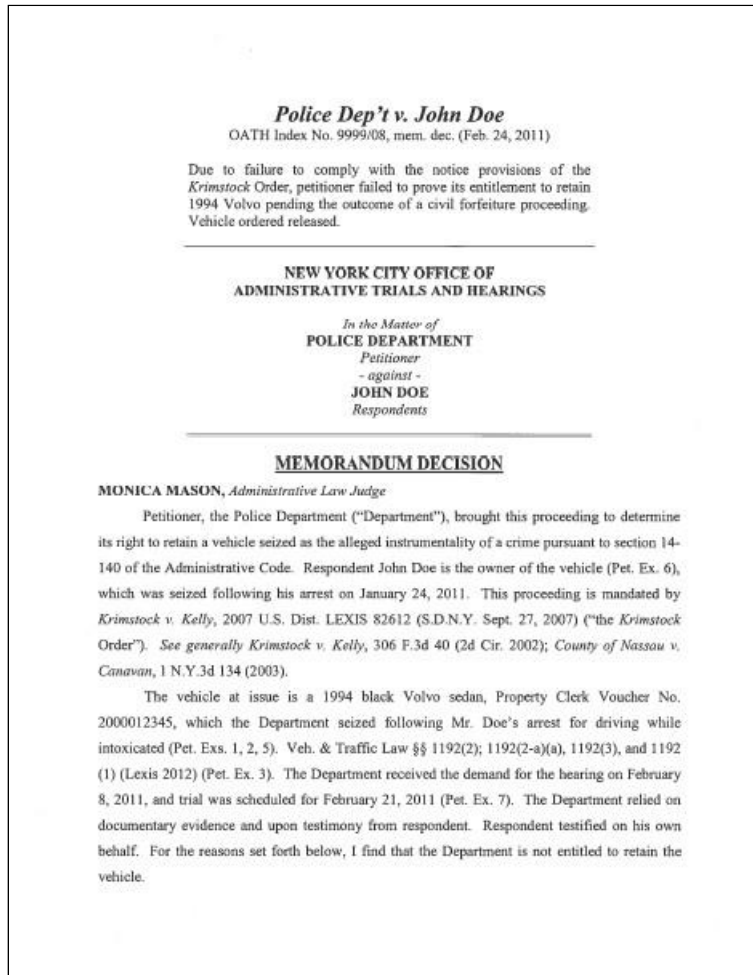 Police Dep't v. John Doe
OATH Index No. 9999/08, mem. dec. (Feb. 24, 2011)
Due to failure to comply with the notice provisions of the
Krimstock Order, petitioner failed to prove its entitlement to retain
1994 Volvo pending the outcome of a civil forfeiture proceeding.
Vehicle ordered released.
NEW YORK CITY OFFICE OF
ADMINISTRATIVE TRIALS AND HEARINGS
In the Matter of
POLICE DEPARTMENT
Petitioner
- against -
JOHN DOE
Respondents
MEMORANDUM DECISION
MONICA MASON, Administrative Law Judge
Petitioner, the Police Department ("Department"), brought this proceeding to determine
its right to retain a vehicle seized as the alleged instrumentality of a crime pursuant to section 14-
140 of the Administrative Code. Respondent John Doe is the owner of the vehicle (Pet. Ex. 6),
which was seized following his arrest on January 24, 2011. This proceeding is mandated by
Krimstock v. Kelly, 2007 U.S. Dist. LEXIS 82612 (S.D.N.Y. Sept. 27, 2007) ("the Krimstock
Order"). See generally Krimstock v. Kelly, 306 F.3d 40 (2d Cir. 2002); County of Nassau v.
Canavan, 1 N.Y.3d 134 (2003).
The vehicle at issue is a 1994 black Volvo sedan, Property Clerk Voucher No.
2000012345, which the Department seized following Mr. Doe's arrest for driving while
intoxicated (Pet. Exs. 1, 2, 5). Veh. & Traffic Law §§ 1192(2); 1192(2-a)(a), 1192(3), and 1192
(1) (Lexis 2012) (Pet. Ex. 3). The Department received the demand for the hearing on February
8, 2011, and trial was scheduled for February 21, 2011 (Pet. Ex. 7). The Department relied on
documentary evidence and upon testimony from respondent. Respondent testified on his own
behalf. For the reasons set forth below, I find that the Department is not entitled to retain the
vehicle.